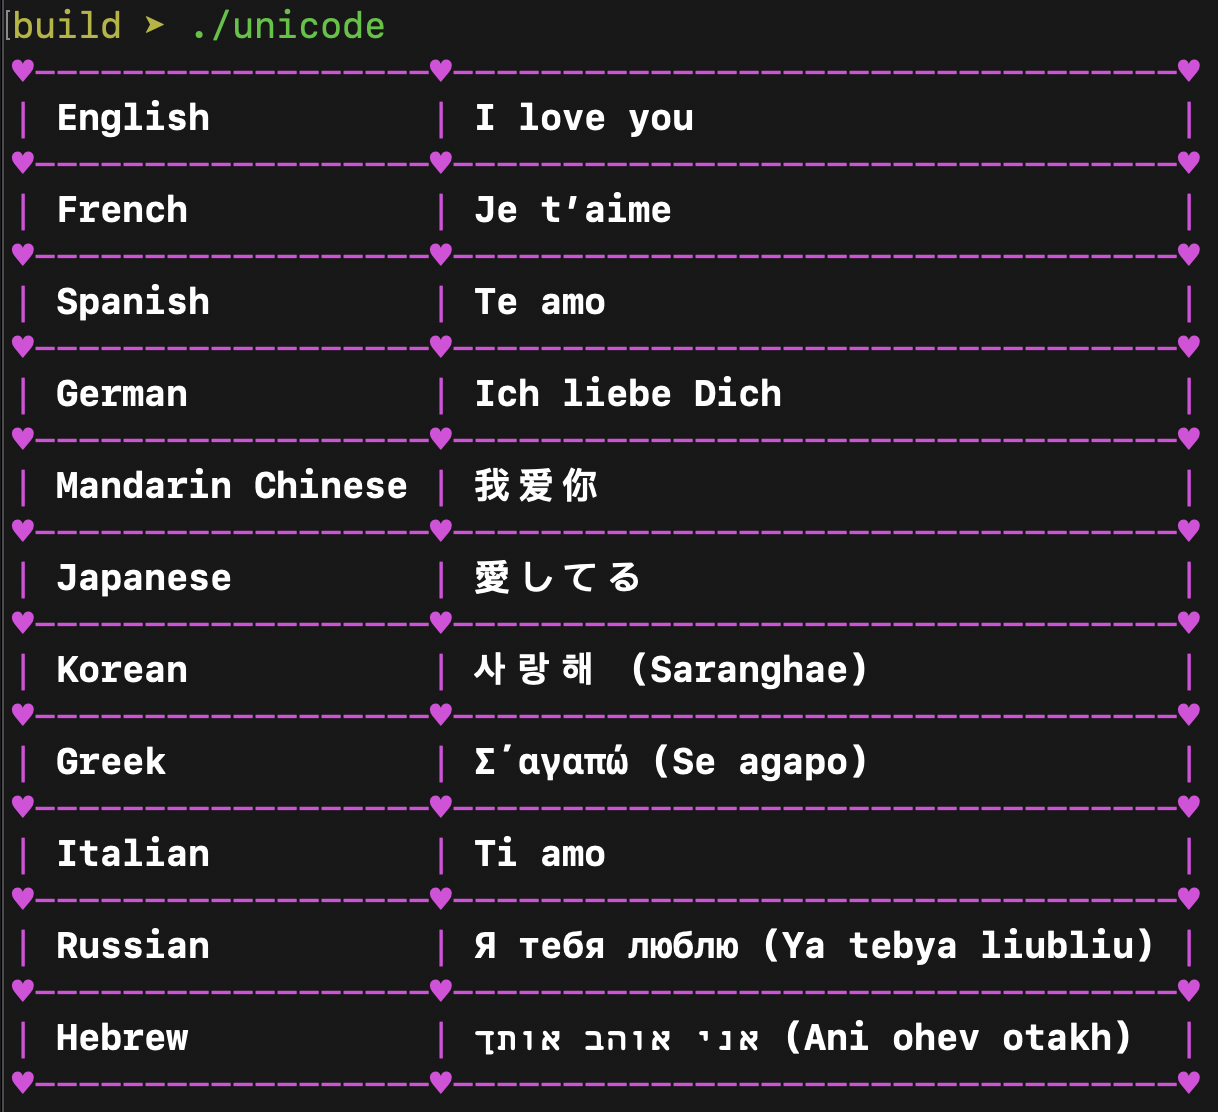 build ➤ ./unicode
English | I love you
French | Je t’aime
Spanish | Te amo
German | Ich liebe Dich
Mandarin Chinese | 我爱你
Japanese | 愛してる
Korean | 사랑해 (Saranghae)
Greek | Σ΄αγαπώ (Se agapo)
Italian | Ti amo
Russian | Я тебя люблю (Ya tebya liubliu)
Hebrew | אני אוהב אותך (Ani ohev otakh)